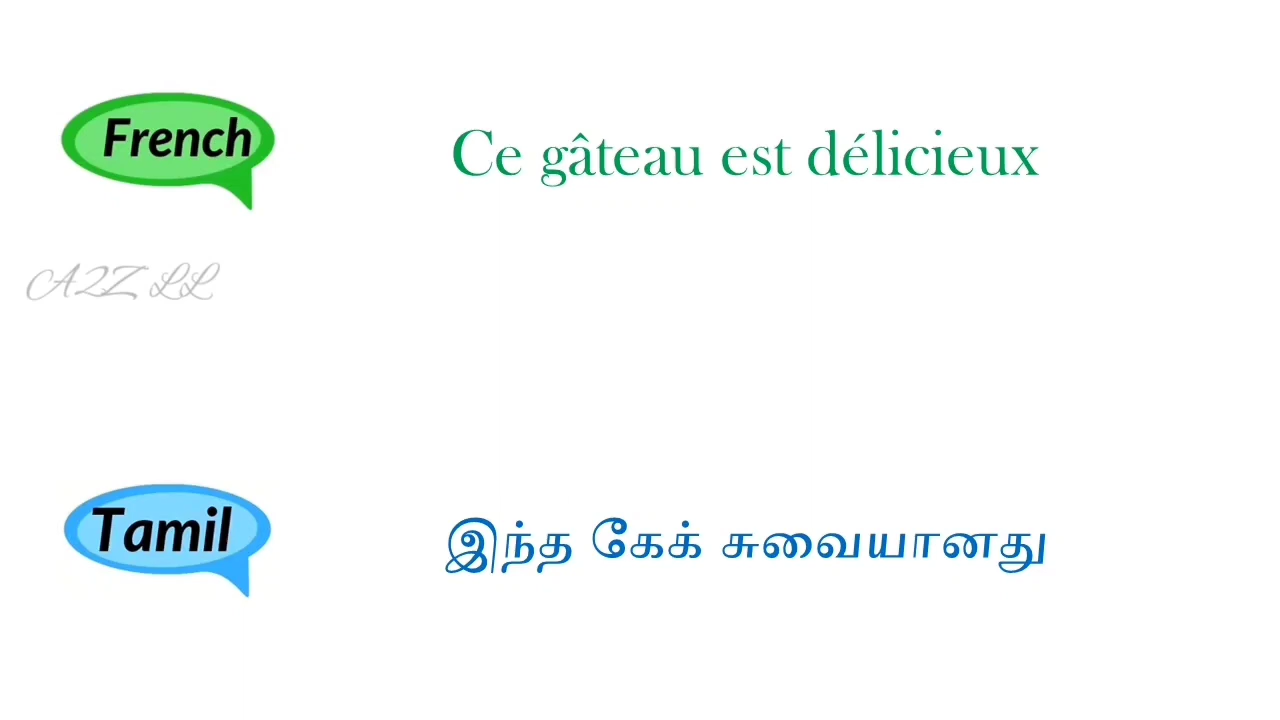 French
Ce gâteau est délicieux
A2Z LL
Tamil
இந்த கேக் சுவையானது